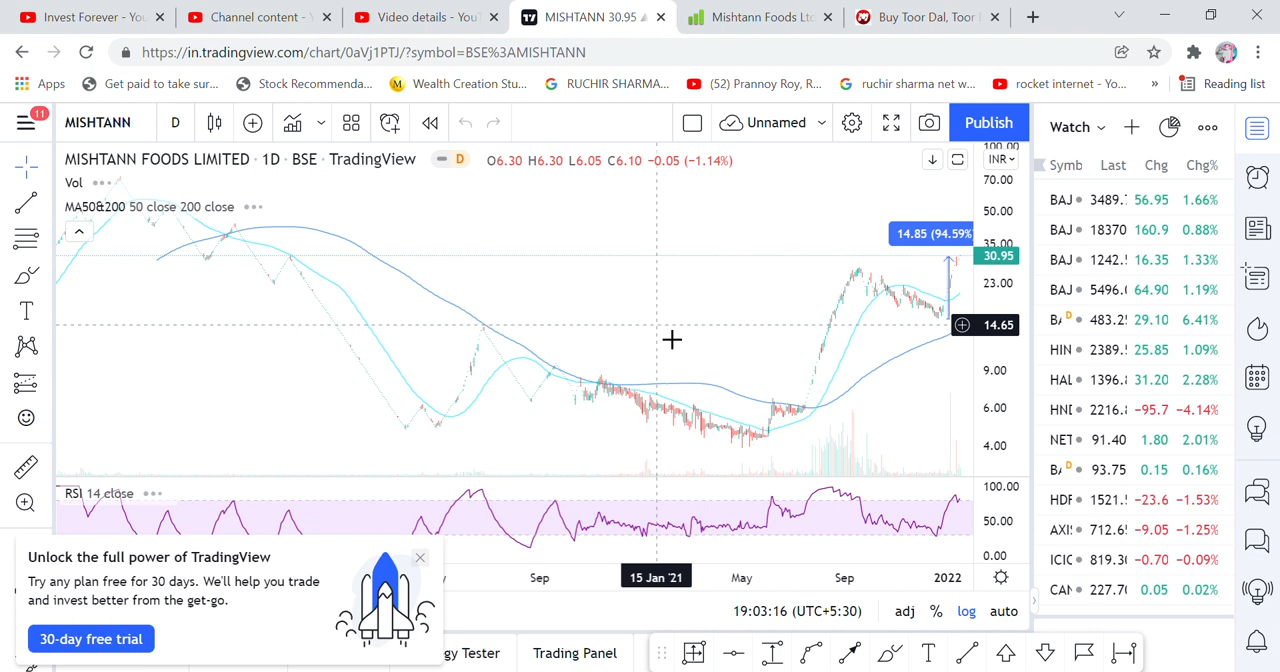 Invest Forever - You
Channel content - Y
Video details - You
MISHTANN 30.95
Mishtann Foods Ltd
Buy Toor Dal, Toor
https://in.tradingview.com/chart/0aVj1PTJ/?symbol=BSE%3AMISHTANN
Apps
Get paid to take sur...
Stock Recommenda...
Wealth Creation Stu...
RUCHIR SHARMA...
(52) Prannoy Roy, R...
ruchir sharma net w...
rocket internet - Yo...
»
Reading list
11
MISHTANN
D
Unnamed
Publish
Watch
MISHTANN FOODS LIMITED · 1D · BSE · TradingView
D
O6.30 H6.30 L6.05 C6.10 -0.05 (-1.14%)
Vol
MA50&200 50 close 200 close
INR
100.00
70.00
50.00
35.00
30.95
23.00
14.65
9.00
6.00
4.00
14.85 (94.59%
RSI 14 close
100.00
50.00
0.00
Sep
15 Jan '21
May
Sep
2022
19:03:16 (UTC+5:30)
adj
%
log
auto
Symb Last Chg Chg%
BAJ 3489. 56.95 1.66%
BAJ 18370 160.9 0.88%
BAJ 1242. 16.35 1.33%
BAJ 5496. 64.90 1.19%
BA D 483.2 29.10 6.41%
HIN 2389. 25.85 1.09%
HAL 1396. 31.20 2.28%
HND 2216. -95.7 -4.14%
NET 91.40 1.80 2.01%
BA D 93.75 0.15 0.16%
HDF 1521. -23.6 -1.53%
AXIS 712.6 -9.05 -1.25%
ICIC 819.3 -0.70 -0.09%
CAN 227.7 0.05 0.02%
Unlock the full power of TradingView
Try any plan free for 30 days. We'll help you trade
and invest better from the get-go.
30-day free trial
gy Tester
Trading Panel